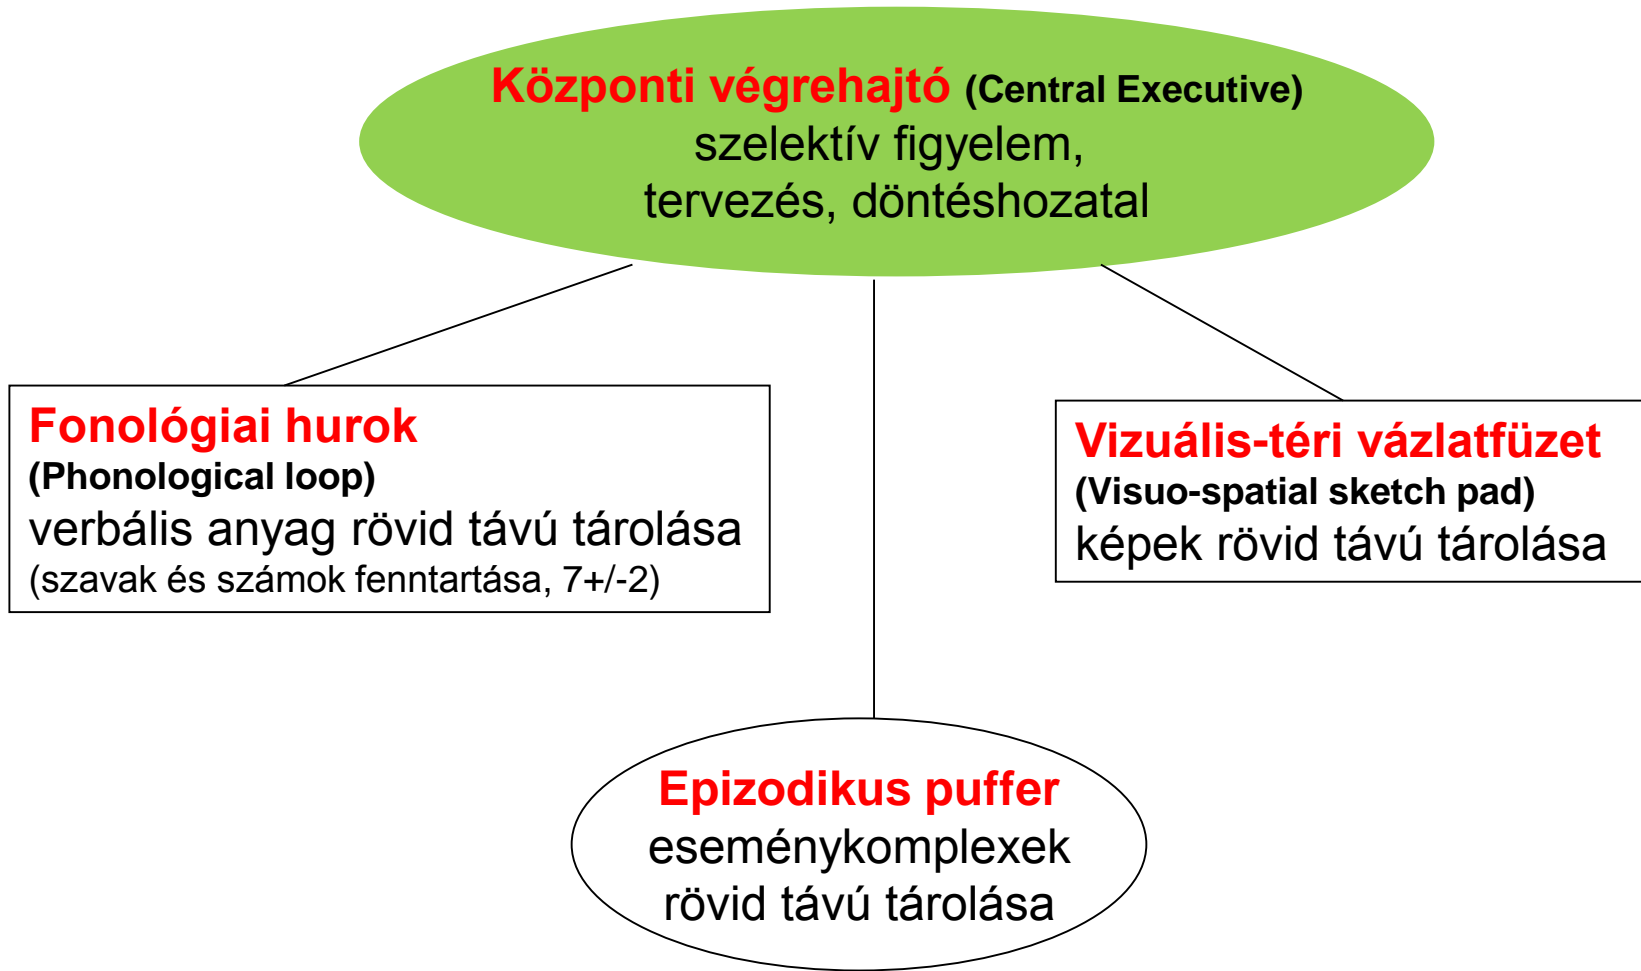 Központi végrehajtó (Central Executive)
szelektív figyelem,
tervezés, döntéshozatal
Fonológiai hurok
(Phonological loop)
verbális anyag rövid távú tárolása
(szavak és számok fenntartása, 7+/-2)
Vizuális-téri vázlatfüzet
(Visuo-spatial sketch pad)
képek rövid távú tárolása
Epizodikus puffer
eseménykomplexek
rövid távú tárolása